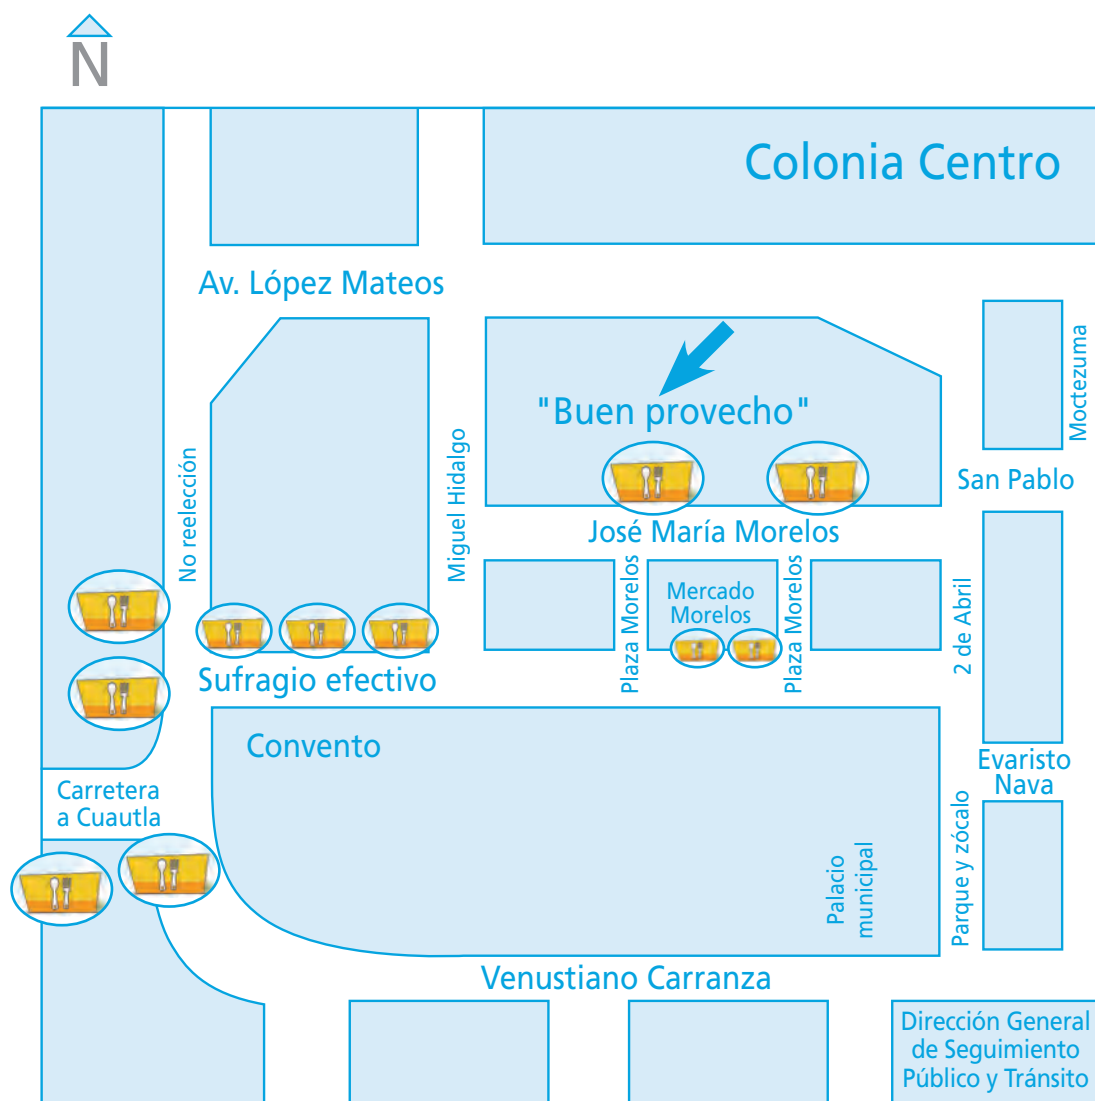 N
Colonia Centro
Av. López Mateos
Moctezuma
"Buen provecho"
No reelección
Miguel Hidalgo
San Pablo
José María Morelos
Plaza Morelos
Mercado
Morelos
Plaza Morelos
2 de Abril
Sufragio efectivo
Convento
Evaristo
Nava
Carretera
a Cuautla
Palacio
municipal
Parque y zócalo
Venustiano Carranza
Dirección General
de Seguimiento
Público y Tránsito